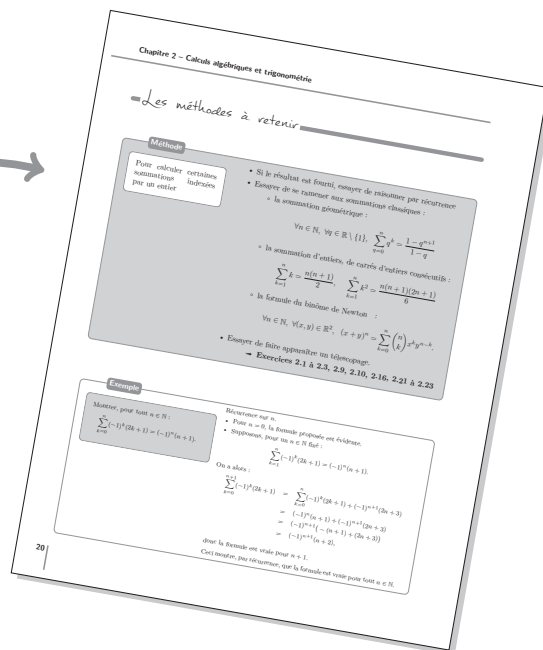 Chapitre 2 – Calculs algébriques et trigonométrie
Les méthodes à retenir
Méthode
Pour calculer certaines
sommations indexées
par un entier
• Si le résultat est fourni, essayer de raisonner par récurrence
• Essayer de se ramener aux sommations classiques :
∘ la sommation géométrique :
∀n ∈ ℕ, ∀q ∈ ℝ \ {1}, ∑_{q=0}^{n} q^k = (1 − q^{n+1})/(1 − q)
∘ la sommation d'entiers, de carrés d'entiers consécutifs :
∑_{k=1}^{n} k = n(n+1)/2, ∑_{k=1}^{n} k² = n(n+1)(2n+1)/6
∘ la formule du binôme de Newton :
∀n ∈ ℕ, ∀(x, y) ∈ ℝ², (x + y)^n = ∑_{k=0}^{n} (n k) x^k y^{n−k}.
• Essayer de faire apparaître un télescopage.
➟ Exercices 2.1 à 2.3, 2.9, 2.10, 2.16, 2.21 à 2.23
Exemple
Montrer, pour tout n ∈ ℕ :
∑_{k=0}^{n} (−1)^k (2k + 1) = (−1)^n (n + 1).
Récurrence sur n.
• Pour n = 0, la formule proposée est évidente.
• Supposons, pour un n ∈ ℕ fixé :
∑_{k=1}^{n} (−1)^k (2k + 1) = (−1)^n (n + 1).
On a alors :
∑_{k=0}^{n+1} (−1)^k (2k + 1) = ∑_{k=0}^{n} (−1)^k (2k + 1) + (−1)^{n+1} (2n + 3)
= (−1)^n (n + 1) + (−1)^{n+1} (2n + 3)
= (−1)^{n+1} (−(n + 1) + (2n + 3))
= (−1)^{n+1} (n + 2),
donc la formule est vraie pour n + 1.
Ceci montre, par récurrence, que la formule est vraie pour tout n ∈ ℕ.
20